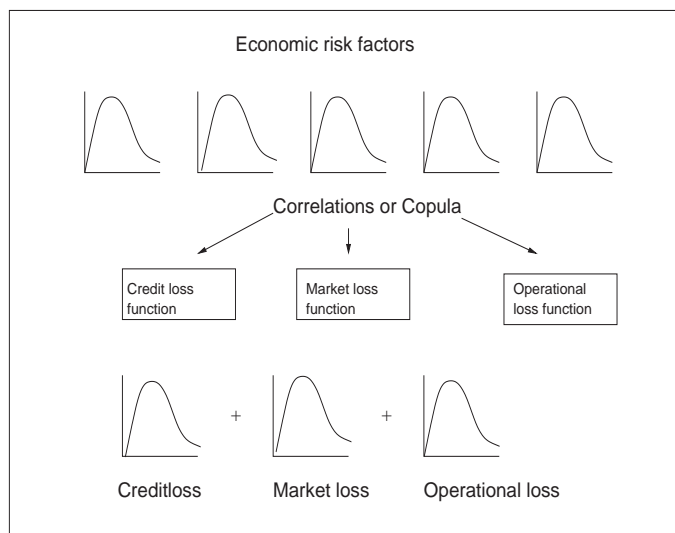 Economic risk factors
Correlations or Copula
Credit loss
function
Market loss
function
Operational
loss function
+ +
Creditloss Market loss Operational loss